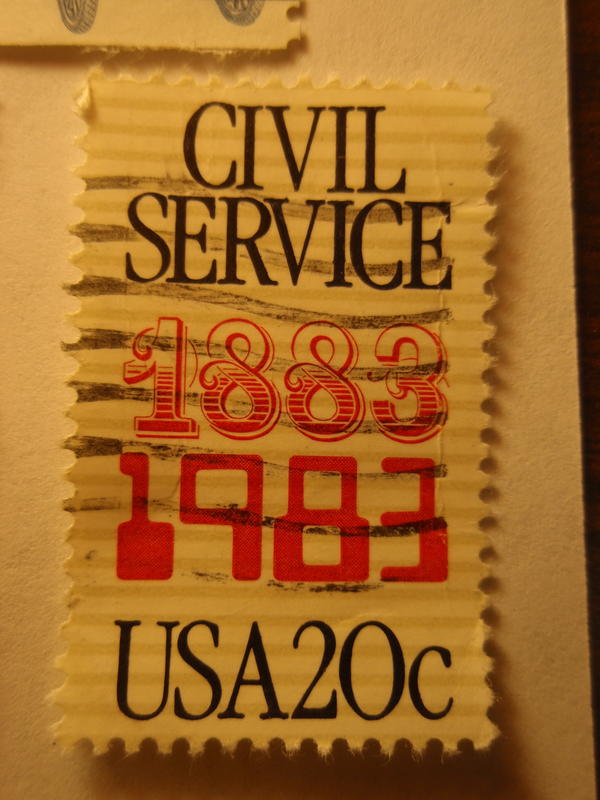 CIVIL
SERVICE
1883
1983
USA20c